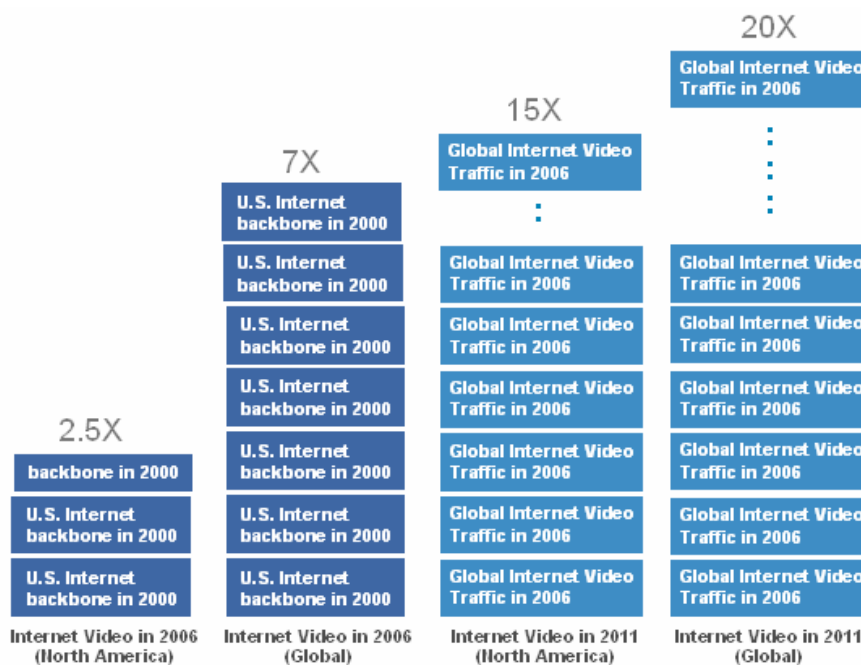 2.5X
backbone in 2000
U.S. Internet
backbone in 2000
U.S. Internet
backbone in 2000
Internet Video in 2006
(North America)
7X
U.S. Internet
backbone in 2000
U.S. Internet
backbone in 2000
U.S. Internet
backbone in 2000
U.S. Internet
backbone in 2000
U.S. Internet
backbone in 2000
U.S. Internet
backbone in 2000
U.S. Internet
backbone in 2000
Internet Video in 2006
(Global)
15X
Global Internet Video
Traffic in 2006
Global Internet Video
Traffic in 2006
Global Internet Video
Traffic in 2006
Global Internet Video
Traffic in 2006
Global Internet Video
Traffic in 2006
Global Internet Video
Traffic in 2006
Global Internet Video
Traffic in 2006
Internet Video in 2011
(North America)
20X
Global Internet Video
Traffic in 2006
Global Internet Video
Traffic in 2006
Global Internet Video
Traffic in 2006
Global Internet Video
Traffic in 2006
Global Internet Video
Traffic in 2006
Global Internet Video
Traffic in 2006
Global Internet Video
Traffic in 2006
Internet Video in 2011
(Global)